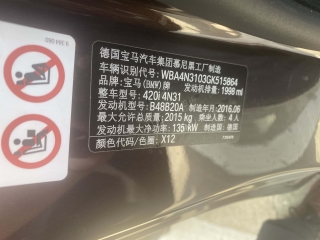 德国宝马汽车集团慕尼黑工厂制造
车辆识别代号: WBA4N3103GK515864
品牌: 宝马(BMW)牌 发动机排量: 1998 ml
整车型号: 420i 4N31
发动机型号: B48B20A 制造年月: 2016.06
最大允许总质量: 2015 kg 乘坐人数: 4人
发动机最大净功率: 135 kW 制造国: 德国
颜色代码/色圈: X12